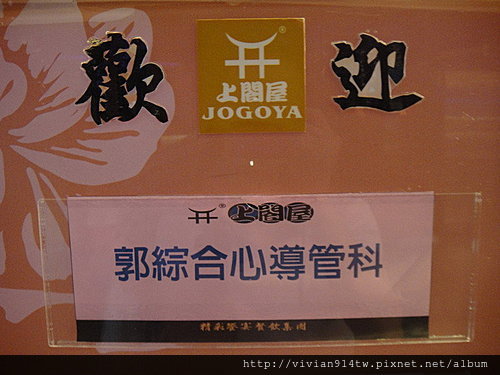 歡 迎
上閤屋
JOGOYA
上閤屋
郭綜合心導管科
精彩饗宴餐飲集團
http://vivian914tw.pixnet.net/album